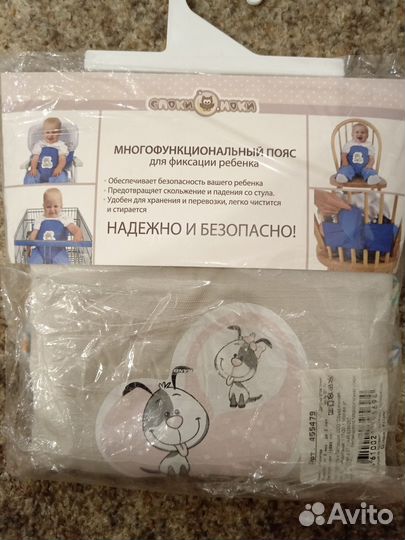 СПОКИ НОКИ
МНОГОФУНКЦИОНАЛЬНЫЙ ПОЯС
для фиксации ребенка
- Обеспечивает безопасность вашего ребенка
- Предотвращает скольжение и падения со стула.
- Удобен для хранения и перевозки, легко чистится
и стирается
НАДЕЖНО И БЕЗОПАСНО!
455479
Avito